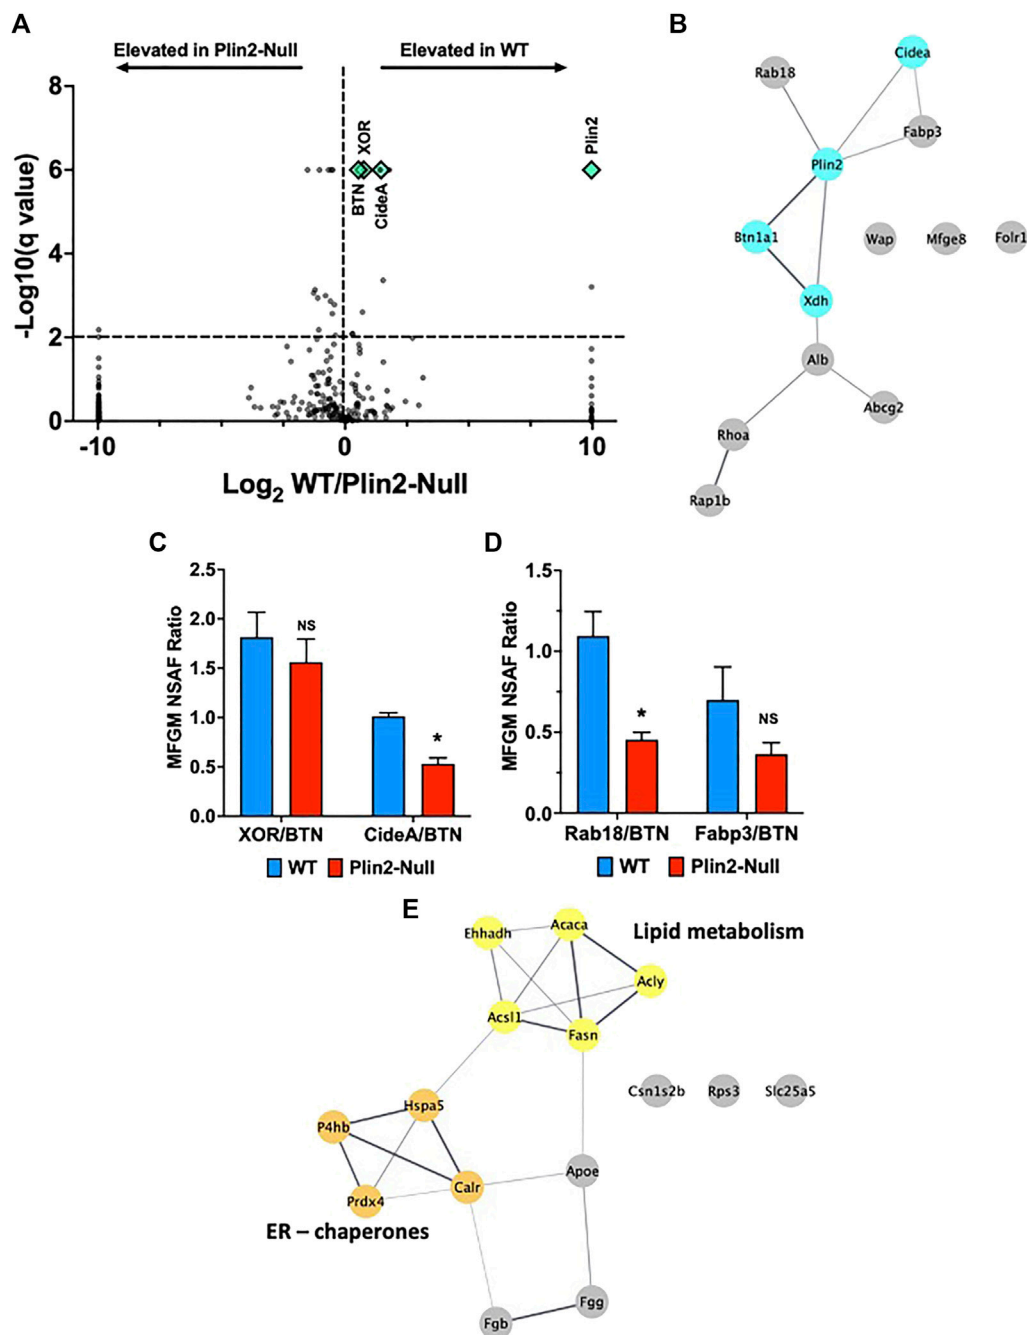 A
Elevated in Plin2-Null
Elevated in WT
8
6
4
2
0
-Log10(q value)
BTN
XOR
CideA
Plin2
-10
0
10
Log2 WT/Plin2-Null
B
Cidea
Rab18
Fabp3
Plin2
Btn1a1
Wap
Mfge8
Folr1
Xdh
Alb
Abcg2
Rhoa
Rap1b
C
MFGM NSAF Ratio
2.5
2.0
1.5
1.0
0.5
0.0
NS
*
XOR/BTN
CideA/BTN
WT
Plin2-Null
D
MFGM NSAF Ratio
1.5
1.0
0.5
0.0
*
NS
Rab18/BTN
Fabp3/BTN
WT
Plin2-Null
E
Ehhadh
Acaca
Lipid metabolism
Acly
Acsl1
Fasn
Csn1s2b
Rps3
Slc25a5
Hspa5
P4hb
Apoe
Prdx4
Calr
ER – chaperones
Fgg
Fgb